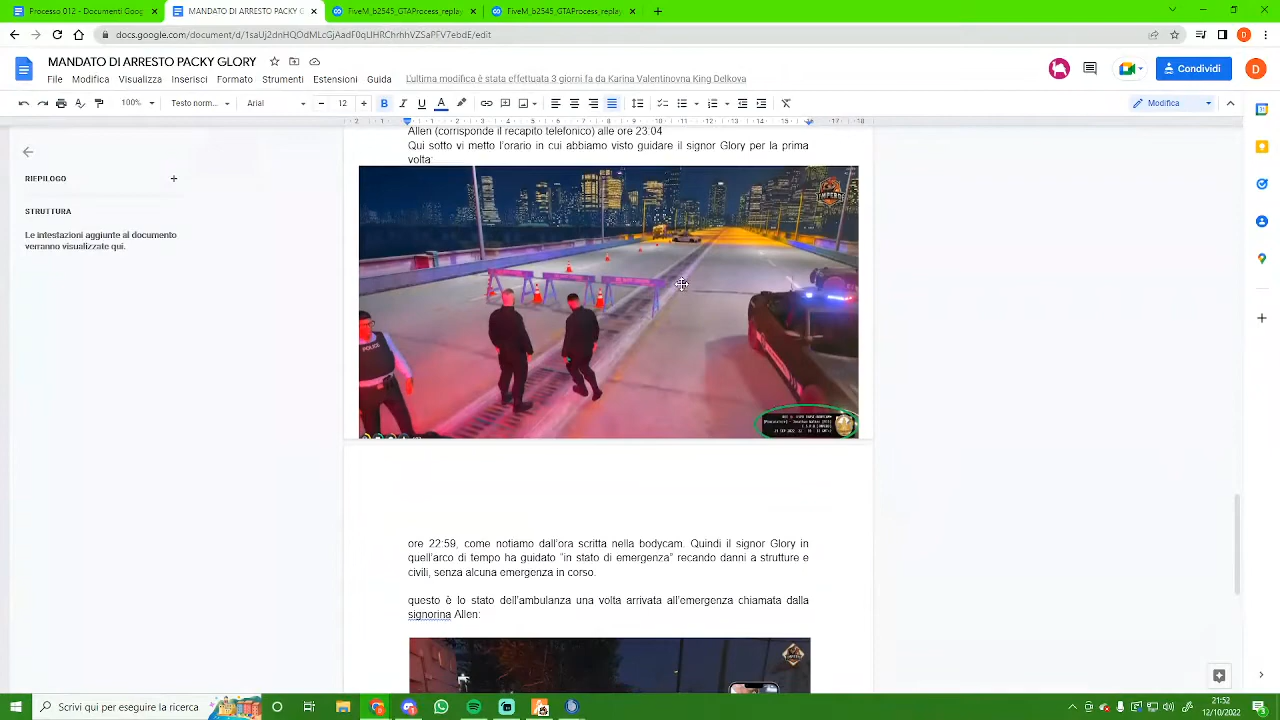 Processo 012 - Documenti Goog
MANDATO DI ARRESTO PACKY GL
FiveM_b2545_GTAProcess_replay
FiveM_b2545_GTAProcess_replay
docs.google.com/document/d/
/edit
MANDATO DI ARRESTO PACKY GLORY
File Modifica Visualizza Inserisci Formato Strumenti Estensioni Guida L'ultima modifica è stata effettuata 3 giorni fa da Karina Valentinovna King Delkova
Condividi
D
100% Testo norm... Arial 12 B I U A Modifica
Allen (corrisponde il recapito telefonico) alle ore 23:04
Qui sotto vi metto l'orario in cui abbiamo visto guidare il signor Glory per la prima
volta:
RIEPILOGO
STRUTTURA
Le intestazioni aggiunte al documento
verranno visualizzate qui.
IMPERO
POLICE
ore 22:59, come notiamo dall'ora scritta nella bodycam. Quindi il signor Glory in
quell'arco di tempo ha guidato "in stato di emergenza" recando danni a strutture e
civili, senza alcuna emergenza in corso.
questo è lo stato dell'ambulanza una volta arrivata all'emergenza chiamata dalla
signorina Allen:
Scrivi qui per eseguire la ricerca
21:52
12/10/2022